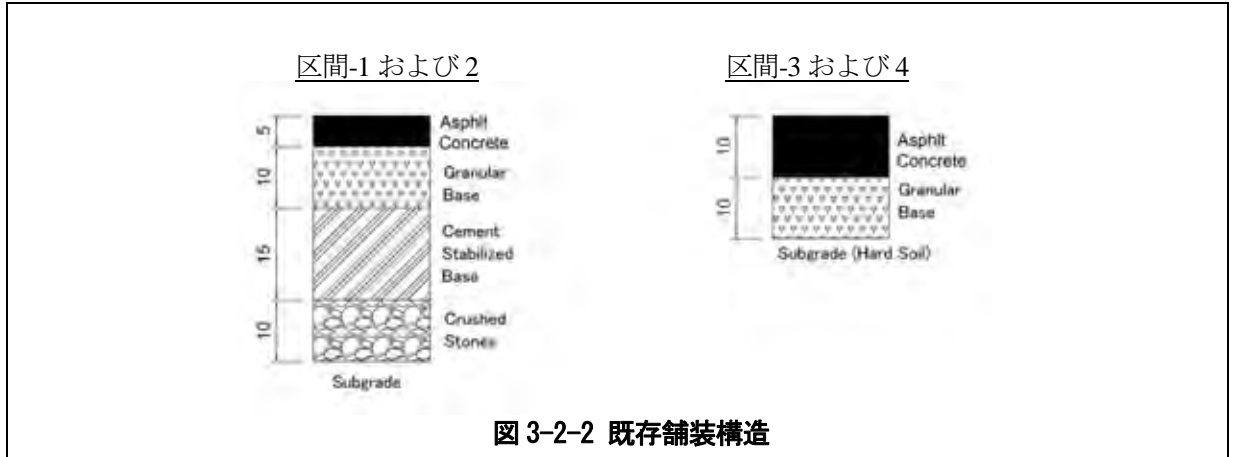 区間-1 および 2
5
Asphlt
Concrete
10
Granular
Base
15
Cement
Stabilized
Base
10
Crushed
Stones
Subgrade
区間-3 および 4
10
Asphlt
Concrete
10
Granular
Base
Subgrade (Hard Soil)
図 3-2-2 既存舗装構造